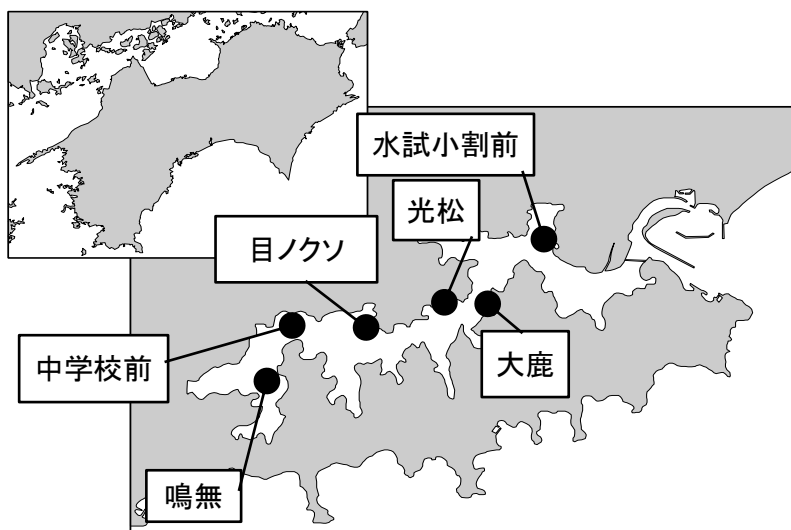 水試小割前
光松
目ノクソ
中学校前
大鹿
鳴無